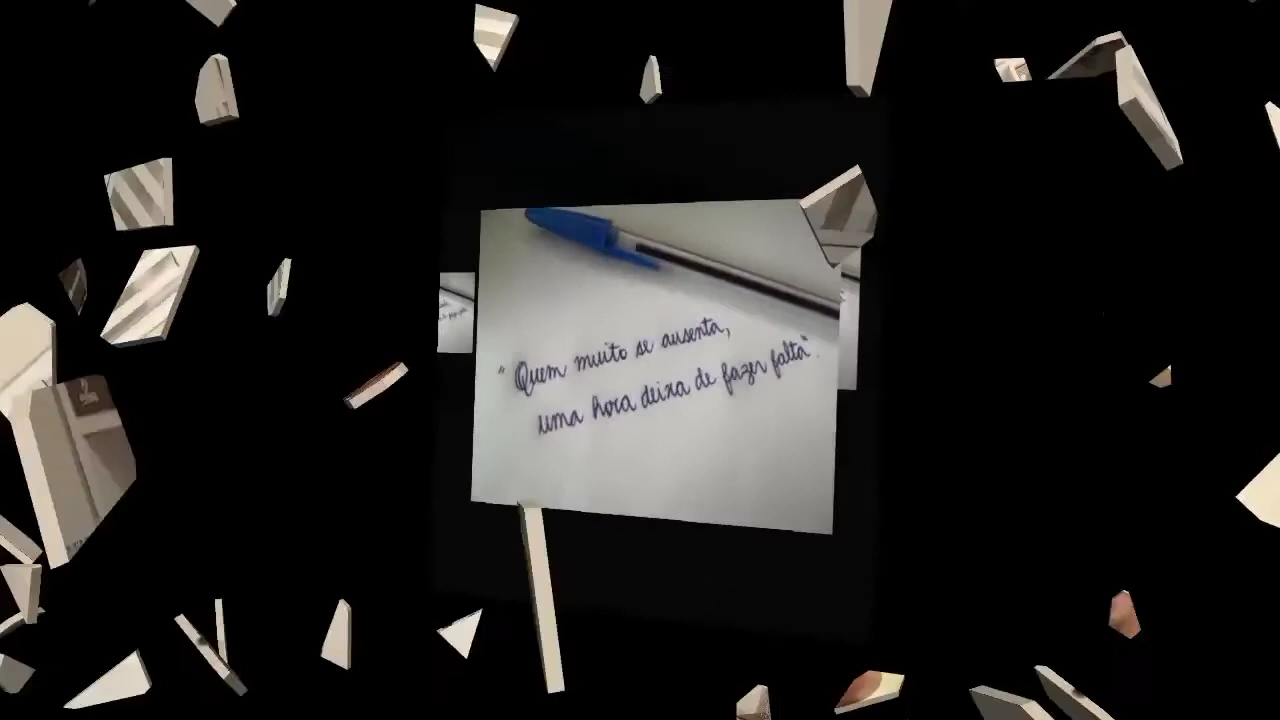 "Quem muito se ausenta,
uma hora deixa de fazer falta".